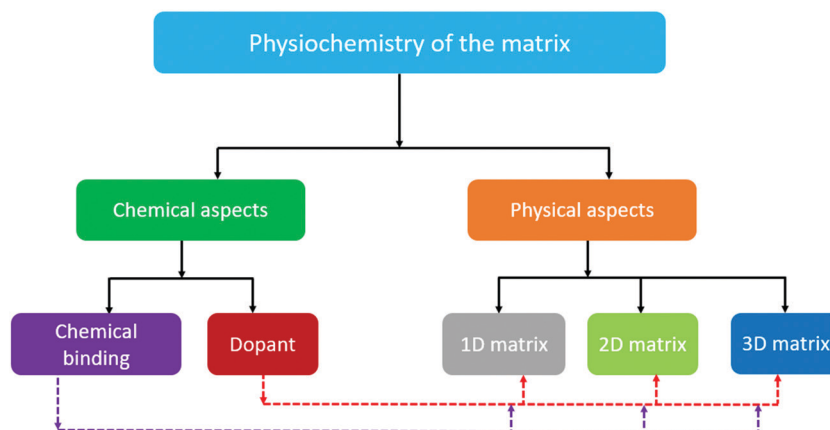 Physiochemistry of the matrix
Chemical aspects
Physical aspects
Chemical
binding
Dopant
1D matrix
2D matrix
3D matrix